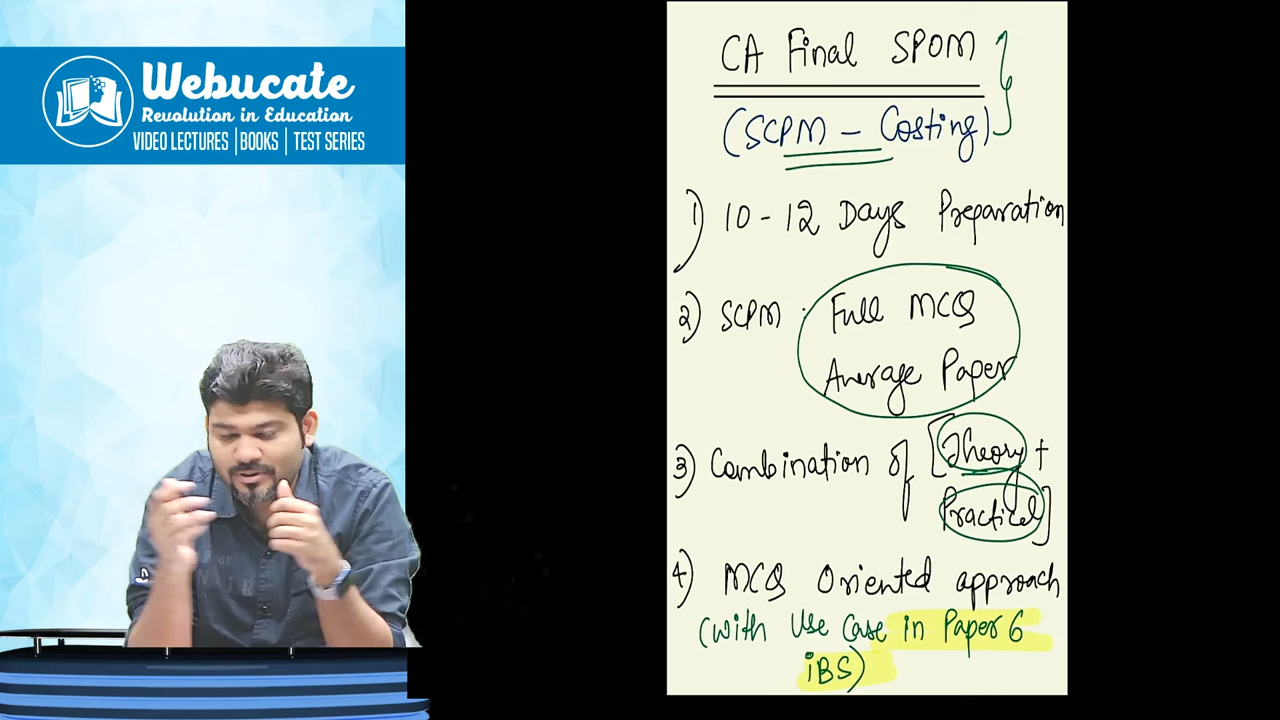 Webucate
Revolution in Education
VIDEO LECTURES | BOOKS | TEST SERIES
CA Final SPOM
(SCPM - Costing)
1) 10-12 Days Preparation
2) SCPM : Full MCQ
Average Paper
3) Combination of [Theory +
Practical]
4) MCQ Oriented approach
(with Use Case in Paper 6
IBS)